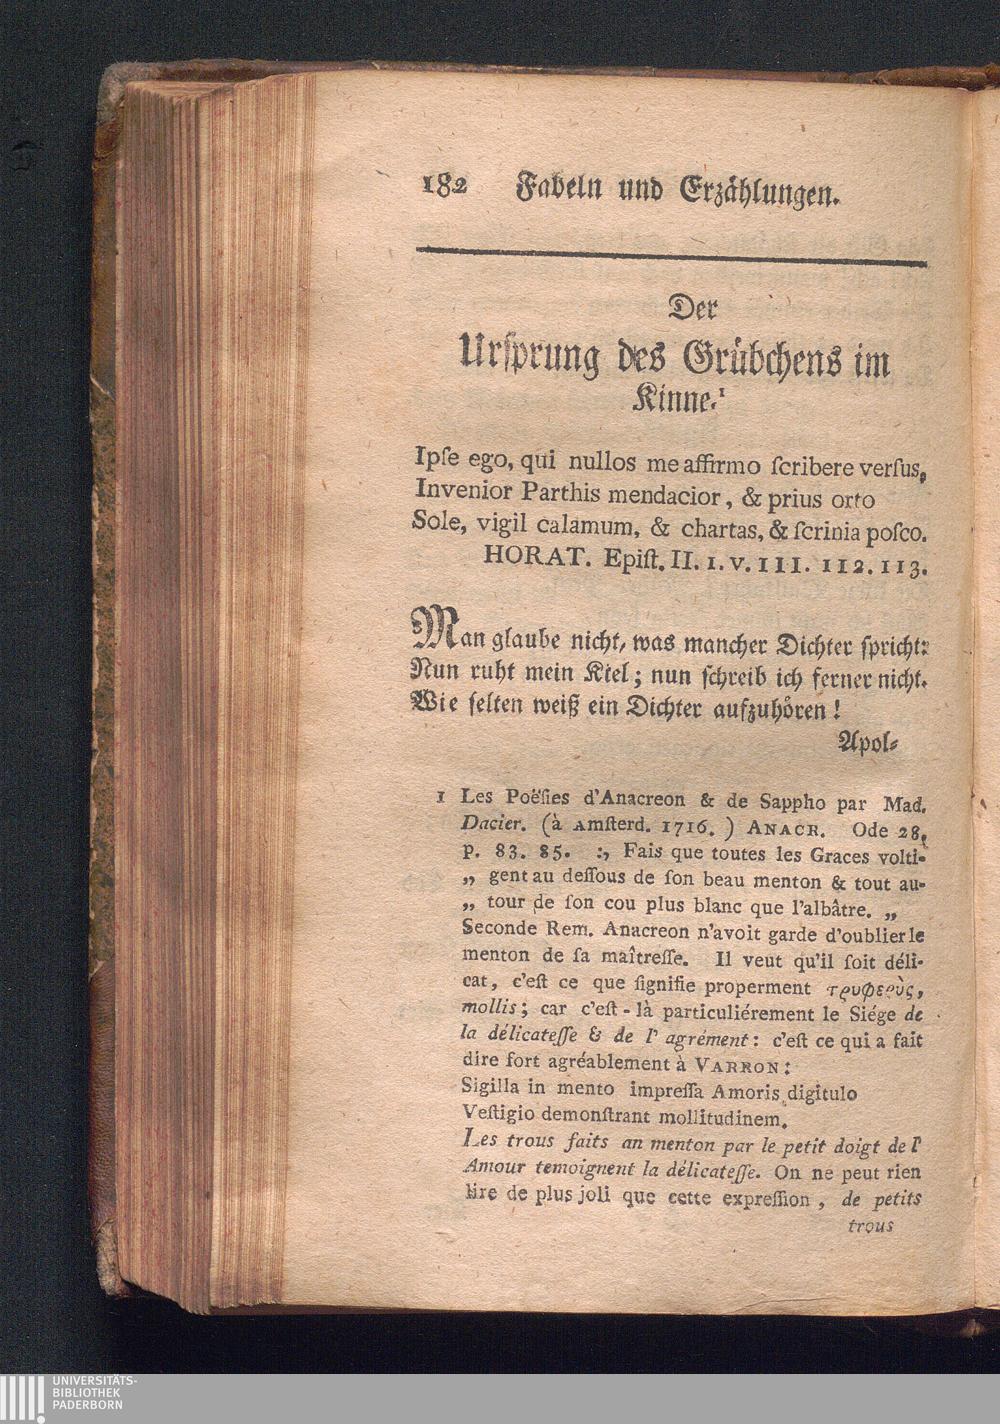 182 Fabeln und Erzählungen.
Der
Urſprung des Grübchens im
Kinne.¹
Ipſe ego, qui nullos me affirmo ſcribere verſus,
Invenior Parthis mendacior, & prius orto
Sole, vigil calamum, & chartas, & ſcrinia poſco.
HORAT. Epiſt. II. 1. v. III. 112. 113.
Man glaube nicht, was mancher Dichter ſpricht:
Nun ruht mein Kiel; nun ſchreib ich ferner nicht.
Wie ſelten weiß ein Dichter aufzuhören!
Apol-
1 Les Poëſies d'Anacreon & de Sappho par Mad.
Dacier. (à Amſterd. 1716. ) ANACR. Ode 28,
p. 83. 85. :, Fais que toutes les Graces volti-
„ gent au deſſous de ſon beau menton & tout au-
„ tour de ſon cou plus blanc que l'albâtre. „
Seconde Rem. Anacreon n'avoit garde d'oublier le
menton de ſa maîtreſſe. Il veut qu'il ſoit déli-
cat, c'eſt ce que ſignifie properment τρυφερὺς,
mollis; car c'eſt-là particuliérement le Siége de
la délicateſſe & de l' agrément: c'eſt ce qui a fait
dire fort agréablement à VARRON:
Sigilla in mento impreſſa Amoris digitulo
Veſtigio demonſtrant mollitudinem.
Les trous faits an menton par le petit doigt de l'
Amour temoignent la délicateſſe. On ne peut rien
lire de plus joli que cette expreſſion, de petits
trous
UNIVERSITÄTS-
BIBLIOTHEK
PADERBORN